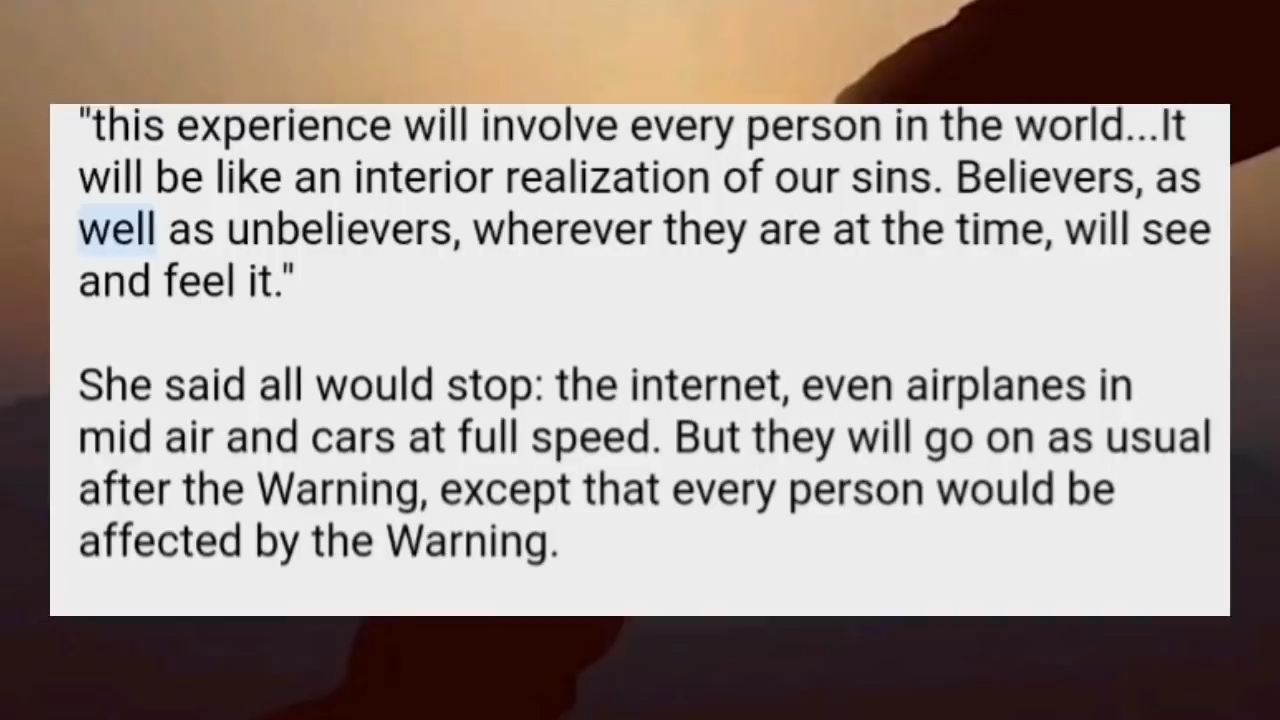 "this experience will involve every person in the world...It
will be like an interior realization of our sins. Believers, as
well as unbelievers, wherever they are at the time, will see
and feel it."
She said all would stop: the internet, even airplanes in
mid air and cars at full speed. But they will go on as usual
after the Warning, except that every person would be
affected by the Warning.